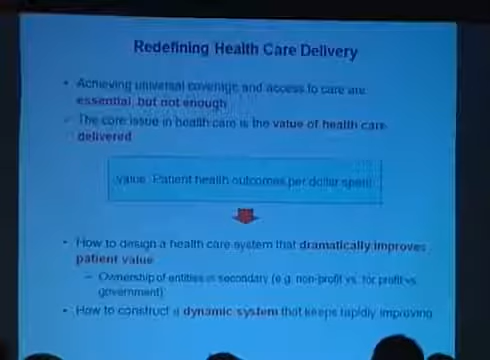 Redefining Health Care Delivery
• Achieving universal coverage and access to care are
essential, but not enough
• The core issue in health care is the value of health care
delivered
Value: Patient health outcomes per dollar spent
• How to design a health care system that dramatically improves
patient value
– Ownership of entities is secondary (e.g. non-profit vs. for profit vs.
government)
• How to construct a dynamic system that keeps rapidly improving